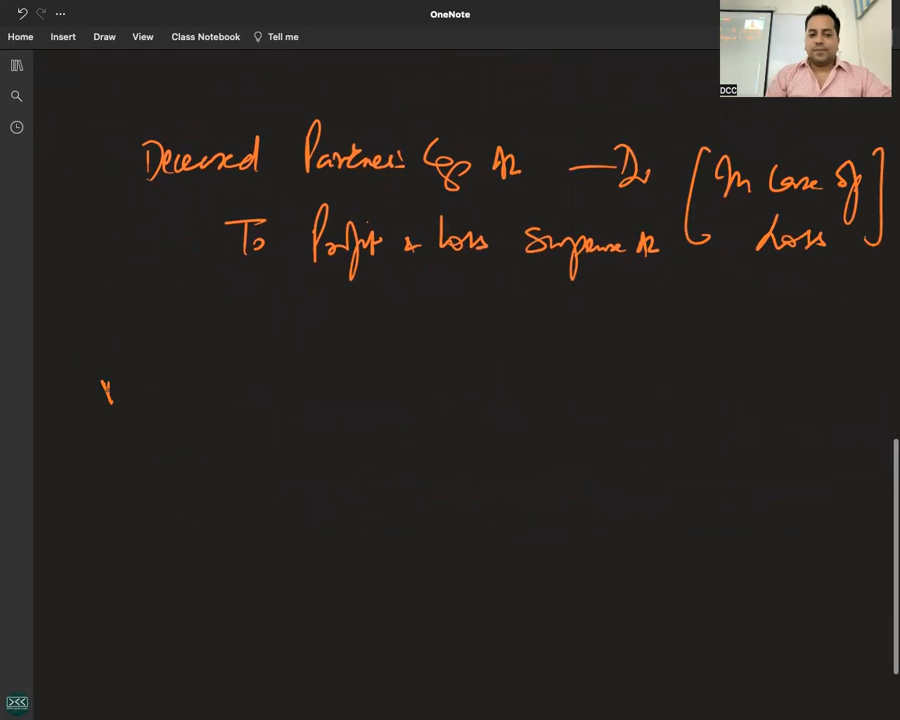 OneNote
Home Insert Draw View Class Notebook Tell me
DCC
Deceased Partner's Cap A/c —Dr [In Case of
To Profit & Loss Suspense A/c Loss]
DCC